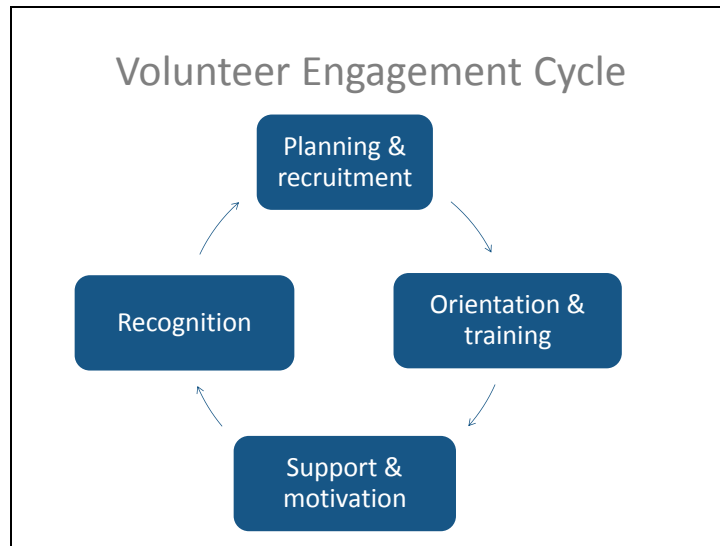 Volunteer Engagement Cycle
Planning &
recruitment
Orientation &
training
Support &
motivation
Recognition